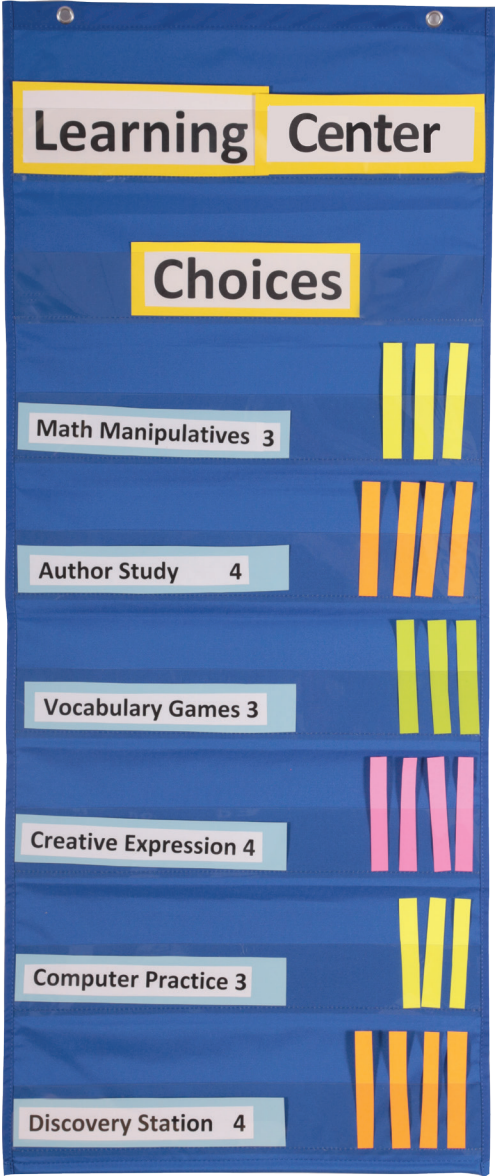 Learning Center
Choices
Math Manipulatives 3
Author Study 4
Vocabulary Games 3
Creative Expression 4
Computer Practice 3
Discovery Station 4